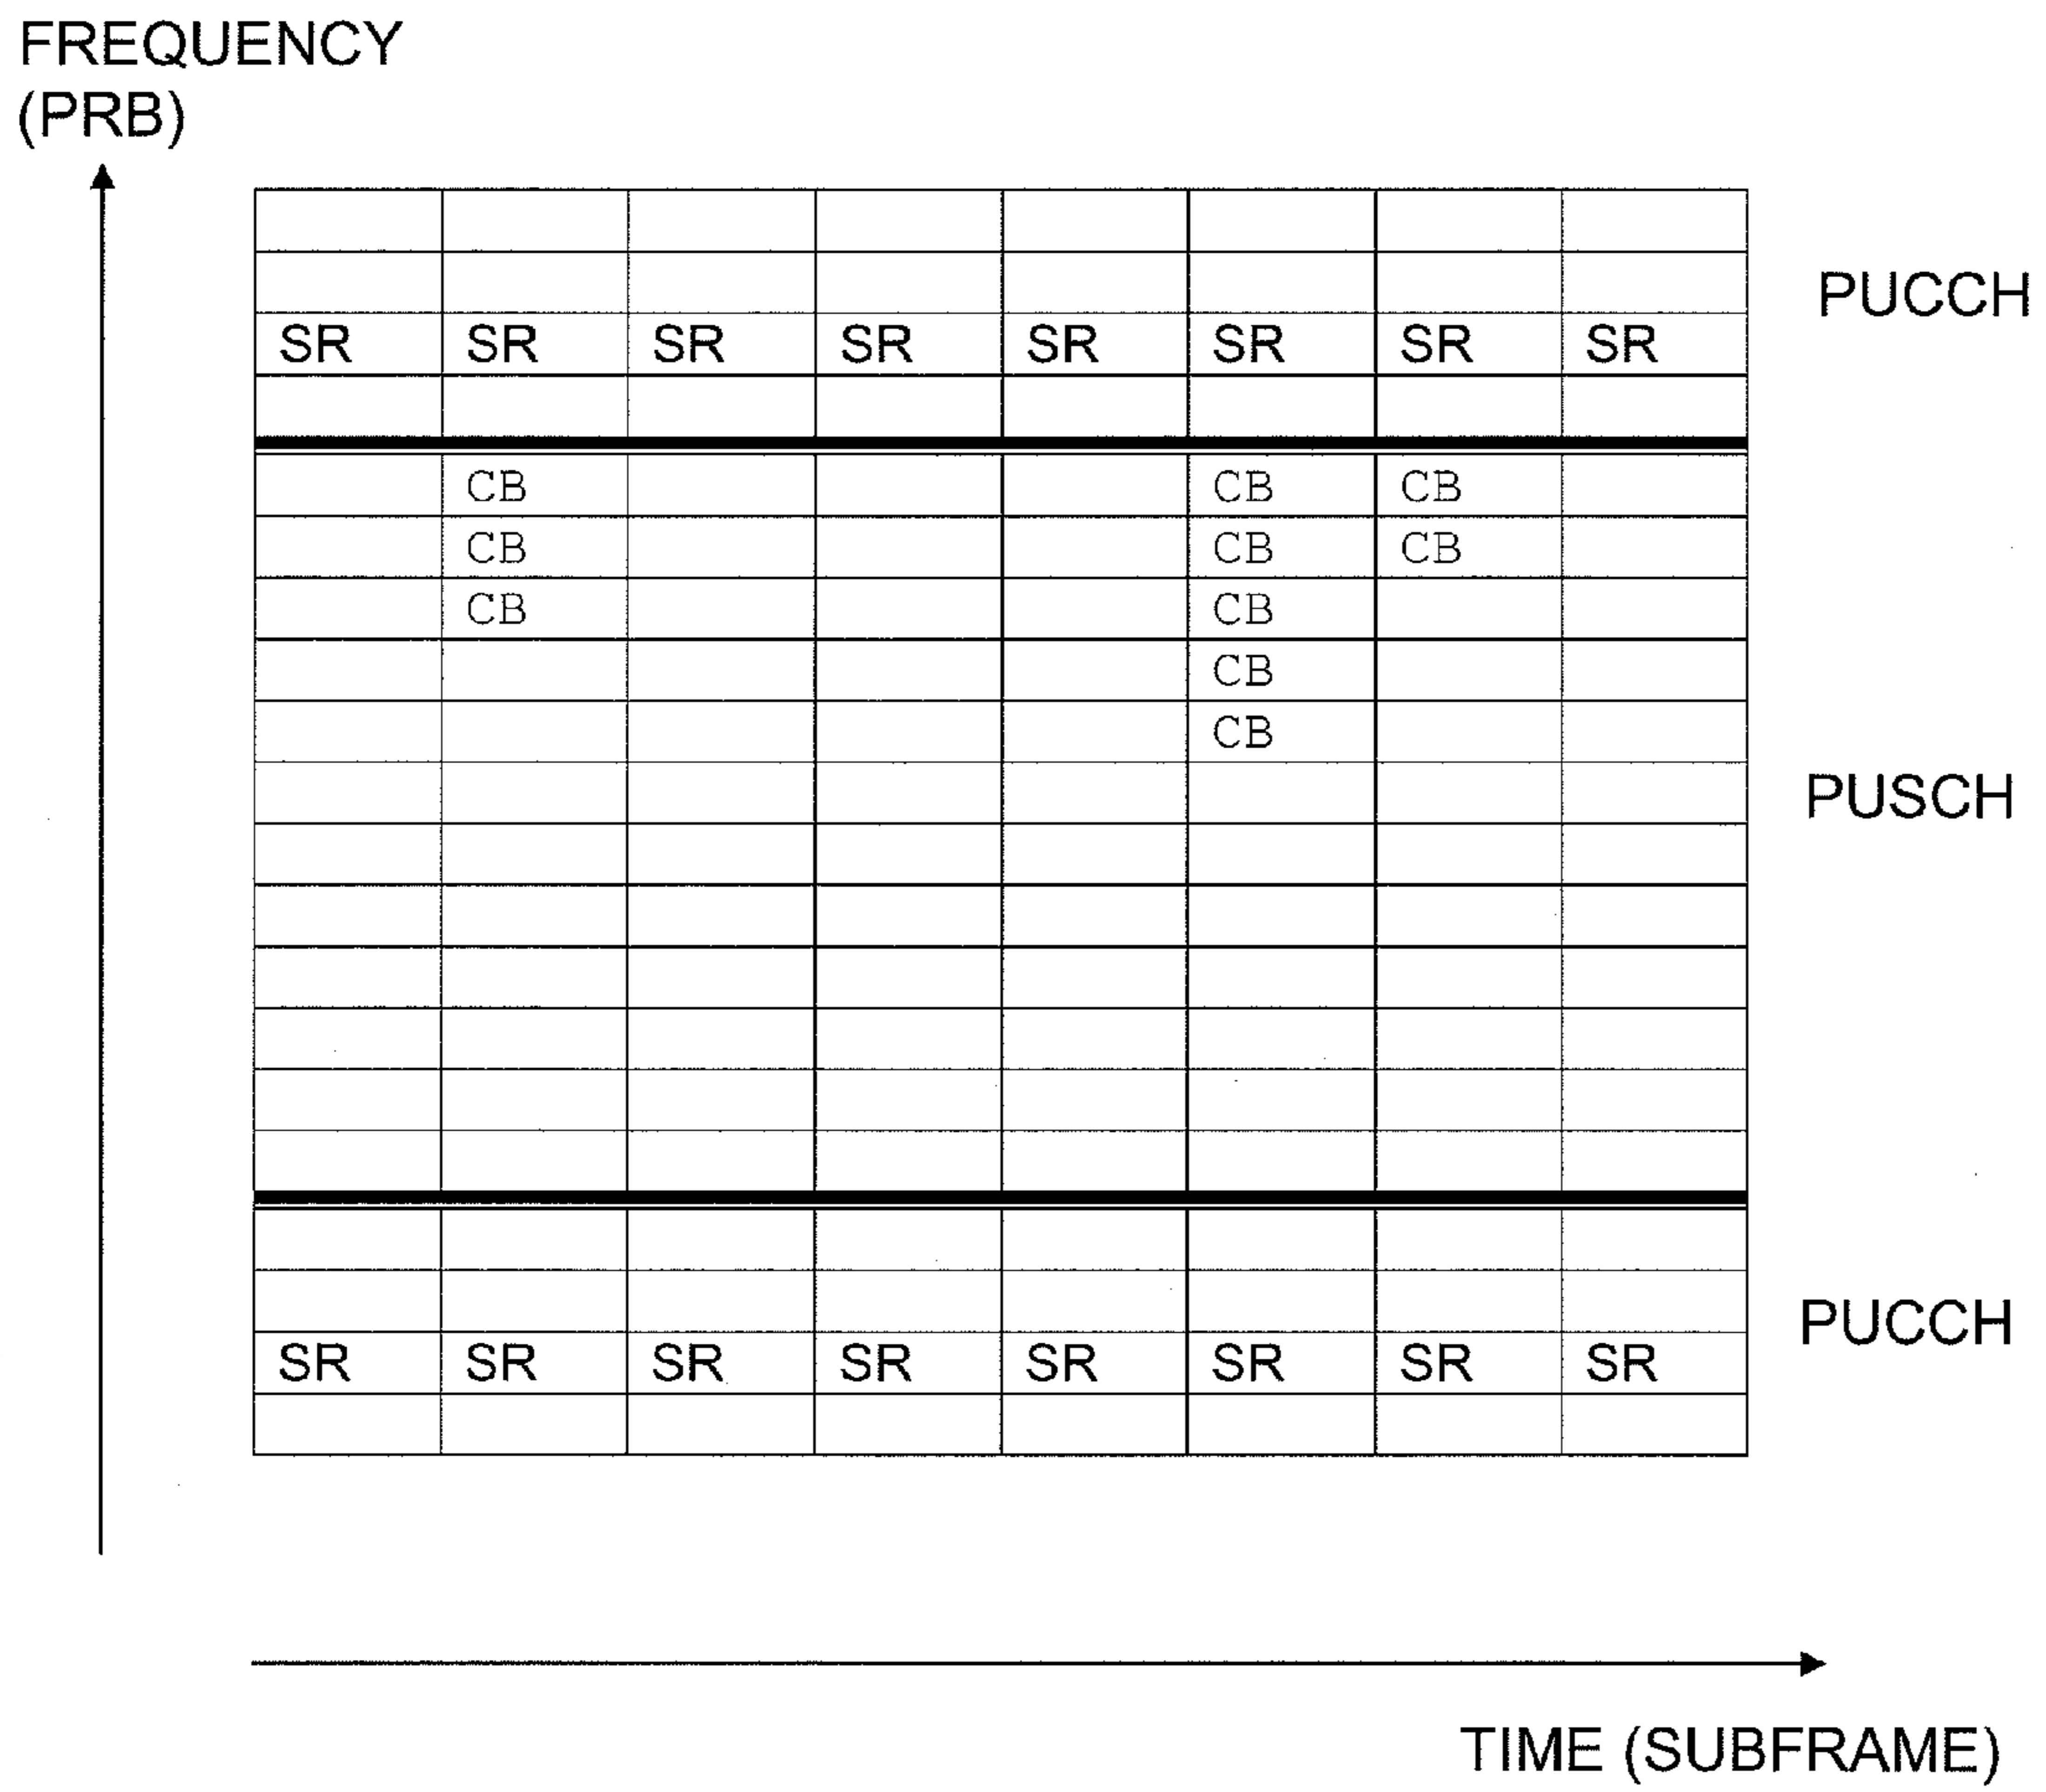 FREQUENCY
(PRB)
PUCCH
SR SR SR SR SR SR SR SR
CB CB CB
CB CB CB
CB CB
CB
CB
PUSCH
PUCCH
SR SR SR SR SR SR SR SR
TIME (SUBFRAME)